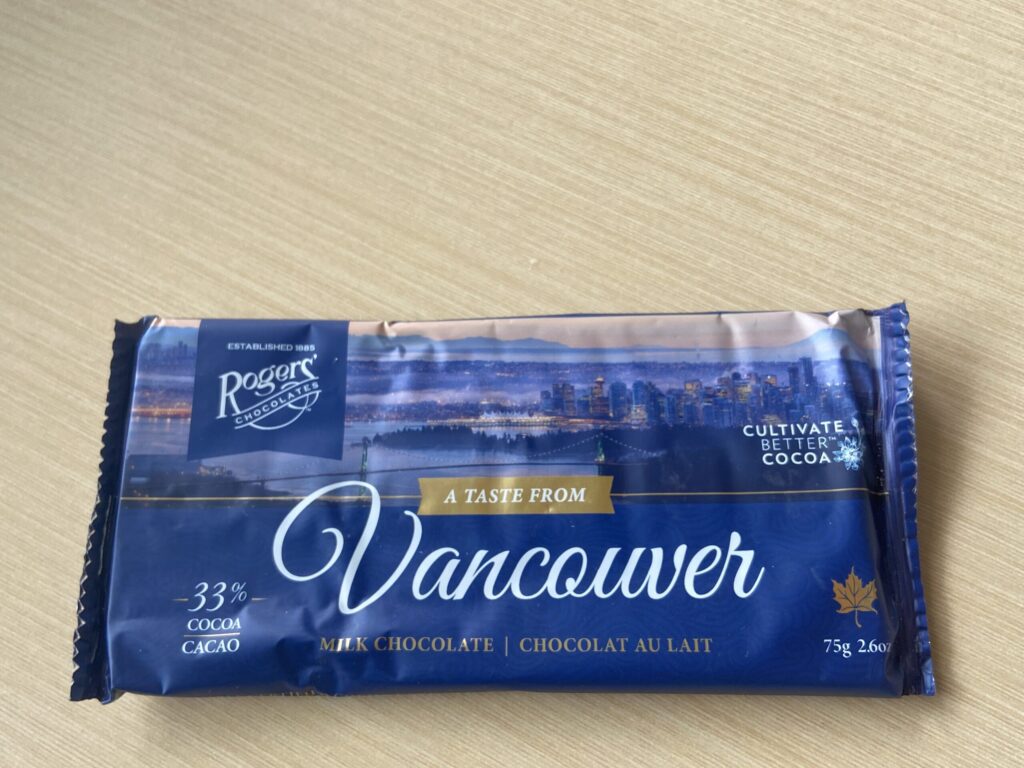 ESTABLISHED 1885
Rogers'
CHOCOLATES
CULTIVATE
BETTER™
COCOA
A TASTE FROM
Vancouver
33%
COCOA
CACAO
MILK CHOCOLATE | CHOCOLAT AU LAIT
75g 2.6oz